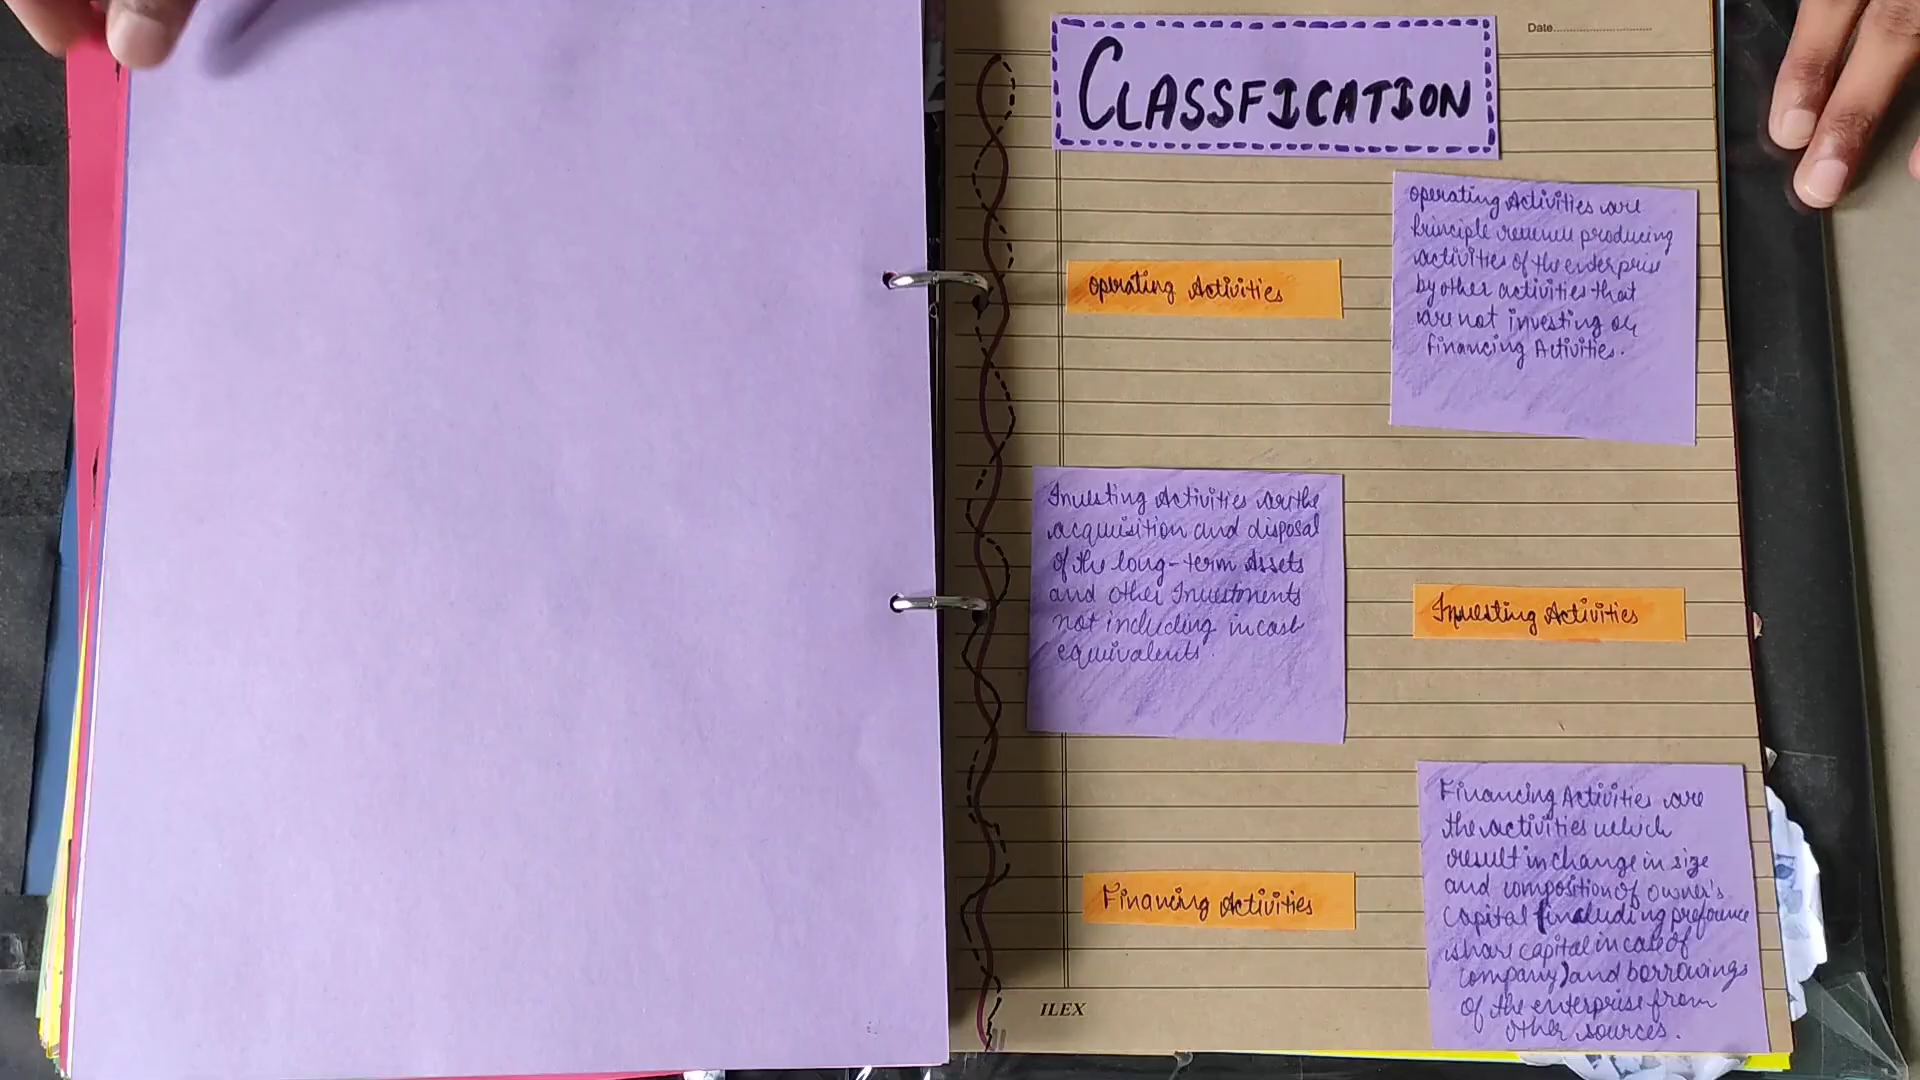 Date
CLASSFICATION
Operating Activities
Operating Activities are
principle revenue producing
activities of the enterprise
by other activities that
are not investing or
financing Activities.
Investing Activities are the
acquisition and disposal
of the long-term Assets
and other Investments
not including in cash
equivalents.
Investing Activities
Financing Activities
Financing Activities are
the activities which
result in change in size
and composition of owner's
capital (including prefernce
share capital in case of
company) and borrowings
of the enterprise from
other sources.
ILEX